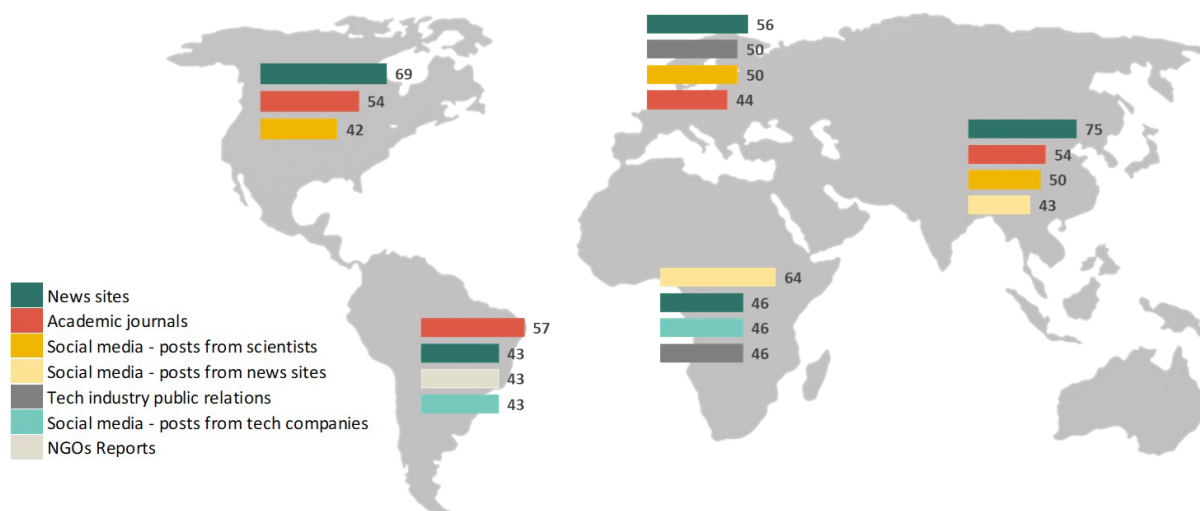 69
54
42
56
50
50
44
75
54
50
43
64
46
46
46
57
43
43
43
News sites
Academic journals
Social media - posts from scientists
Social media - posts from news sites
Tech industry public relations
Social media - posts from tech companies
NGOs Reports